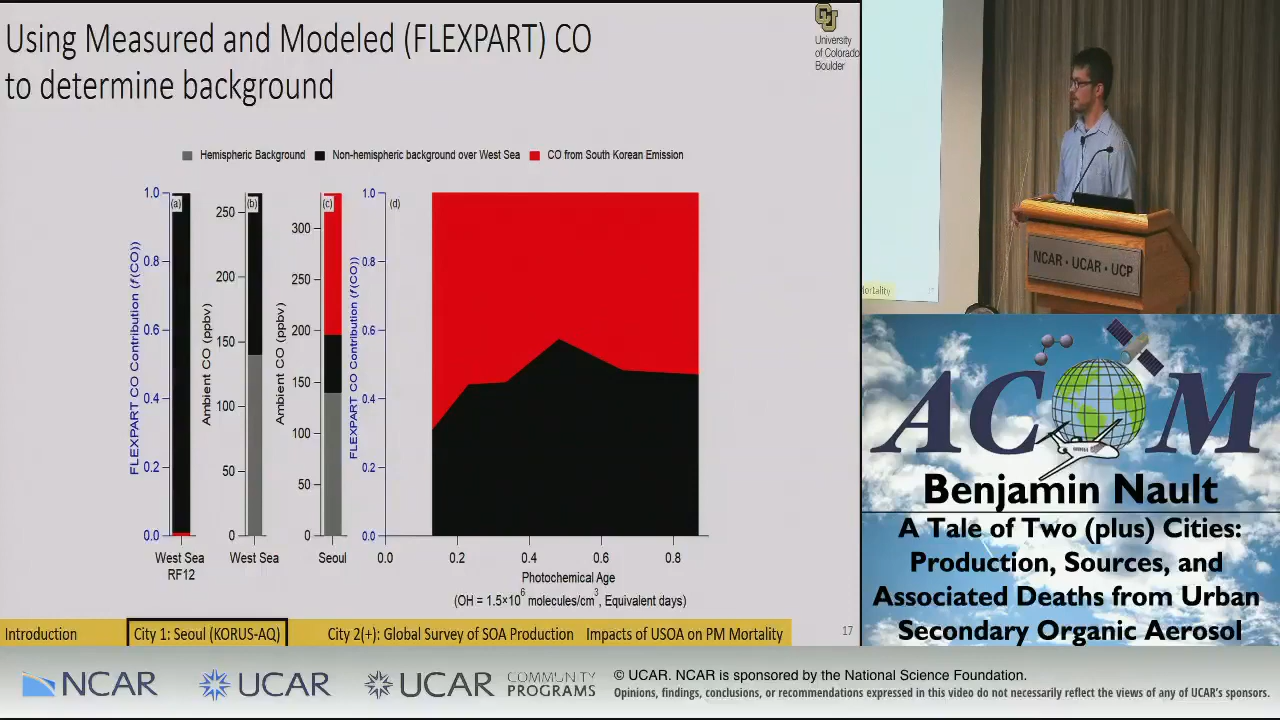 Using Measured and Modeled (FLEXPART) CO
to determine background
CU
University
of Colorado
Boulder
Hemispheric Background
Non-hemispheric background over West Sea
CO from South Korean Emission
FLEXPART CO Contribution (f(CO))
1.0
0.8
0.6
0.4
0.2
0.0
(a)
West Sea
RF12
Ambient CO (ppbv)
250
200
150
100
50
0
(b)
West Sea
Ambient CO (ppbv)
300
250
200
150
100
50
0
(c)
Seoul
FLEXPART CO Contribution (f(CO))
1.0
0.8
0.6
0.4
0.2
0.0
(d)
0.0 0.2 0.4 0.6 0.8
Photochemical Age
(OH = 1.5×10⁶ molecules/cm³, Equivalent days)
Introduction City 1: Seoul (KORUS-AQ) City 2(+): Global Survey of SOA Production Impacts of USOA on PM Mortality 17
Mortality 17
NCAR • UCAR • UCP
ACOM
Benjamin Nault
A Tale of Two (plus) Cities:
Production, Sources, and
Associated Deaths from Urban
Secondary Organic Aerosol
NCAR
UCAR
UCAR COMMUNITY
PROGRAMS
© UCAR. NCAR is sponsored by the National Science Foundation.
Opinions, findings, conclusions, or recommendations expressed in this video do not necessarily reflect the views of any of UCAR's sponsors.